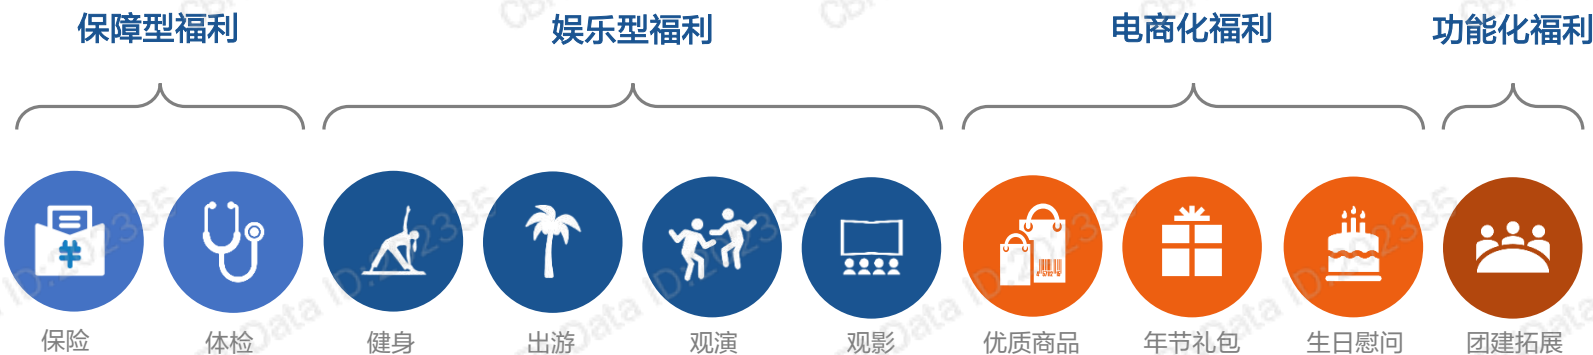 保障型福利
娱乐型福利
电商化福利
功能化福利
保险
体检
健身
出游
观演
观影
优质商品
年节礼包
生日慰问
团建拓展